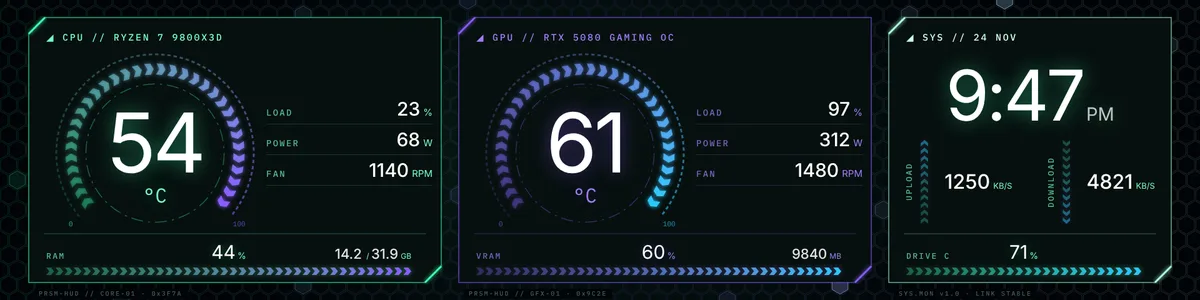 CPU // RYZEN 7 9800X3D
54
°C
0 100
LOAD 23 %
POWER 68 W
FAN 1140 RPM
RAM 44 % 14.2 / 31.9 GB
PRSM-HUD // CORE-01 · 0x3F7A
GPU // RTX 5080 GAMING OC
61
°C
0 100
LOAD 97 %
POWER 312 W
FAN 1480 RPM
VRAM 60 % 9840 MB
PRSM-HUD // GFX-01 · 0x9C2E
SYS // 24 NOV
9:47 PM
UPLOAD 1250 KB/S
DOWNLOAD 4821 KB/S
DRIVE C 71 %
SYS.MON v1.0 · LINK STABLE